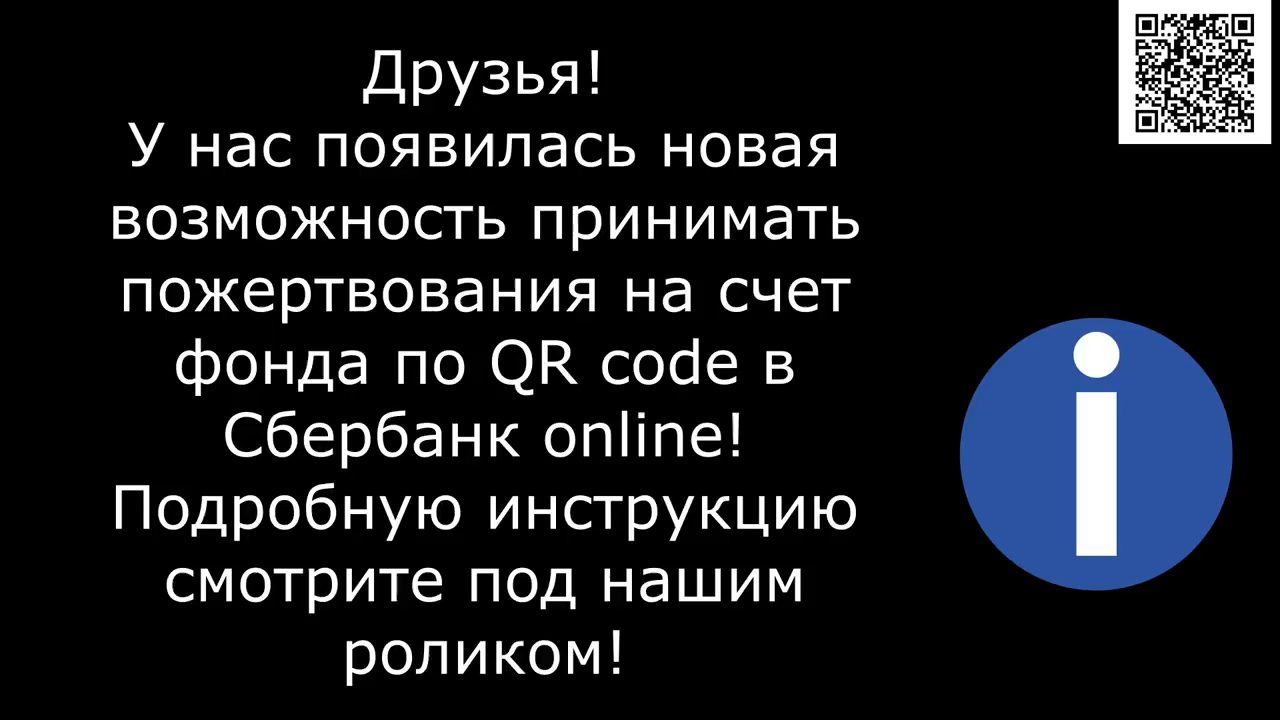 Друзья!
У нас появилась новая
возможность принимать
пожертвования на счет
фонда по QR code в
Сбербанк online!
Подробную инструкцию
смотрите под нашим
роликом!